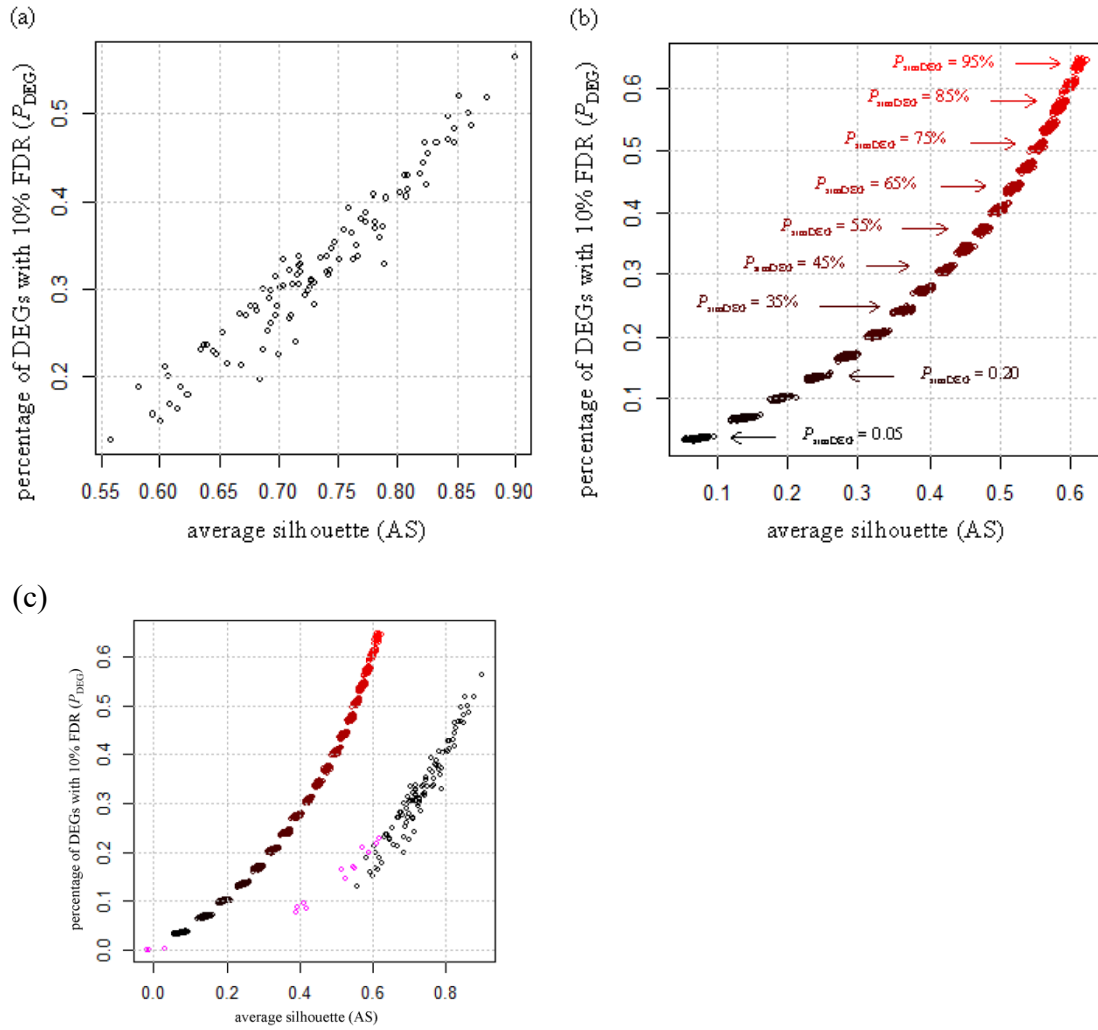 (a)
percentage of DEGs with 10% FDR (PDEG)
0.5
0.4
0.3
0.2
0.55 0.60 0.65 0.70 0.75 0.80 0.85 0.90
average silhouette (AS)
(b)
percentage of DEGs with 10% FDR (PDEG)
0.6
0.5
0.4
0.3
0.2
0.1
PsimDEG = 95%
PsimDEG = 85%
PsimDEG = 75%
PsimDEG = 65%
PsimDEG = 55%
PsimDEG = 45%
PsimDEG = 35%
PsimDEG = 0.20
PsimDEG = 0.05
0.1 0.2 0.3 0.4 0.5 0.6
average silhouette (AS)
(c)
percentage of DEGs with 10% FDR (PDEG)
0.6
0.5
0.4
0.3
0.2
0.1
0.0
0.0 0.2 0.4 0.6 0.8
average silhouette (AS)